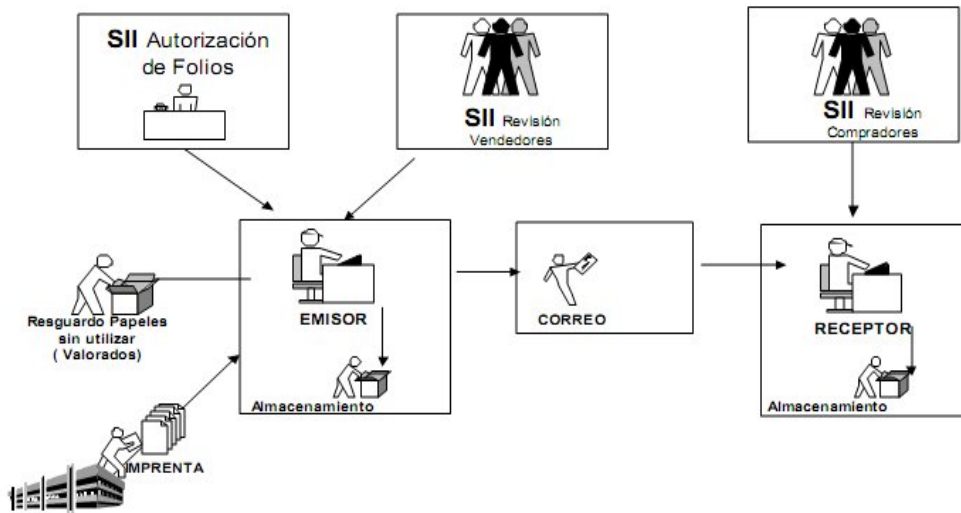 SII Autorización
de Folios
SII Revisión
Vendedores
SII Revisión
Compradores
Resguardo Papeles
sin utilizar
( Valorados)
EMISOR
Almacenamiento
CORREO
RECEPTOR
Almacenamiento
IMPRENTA